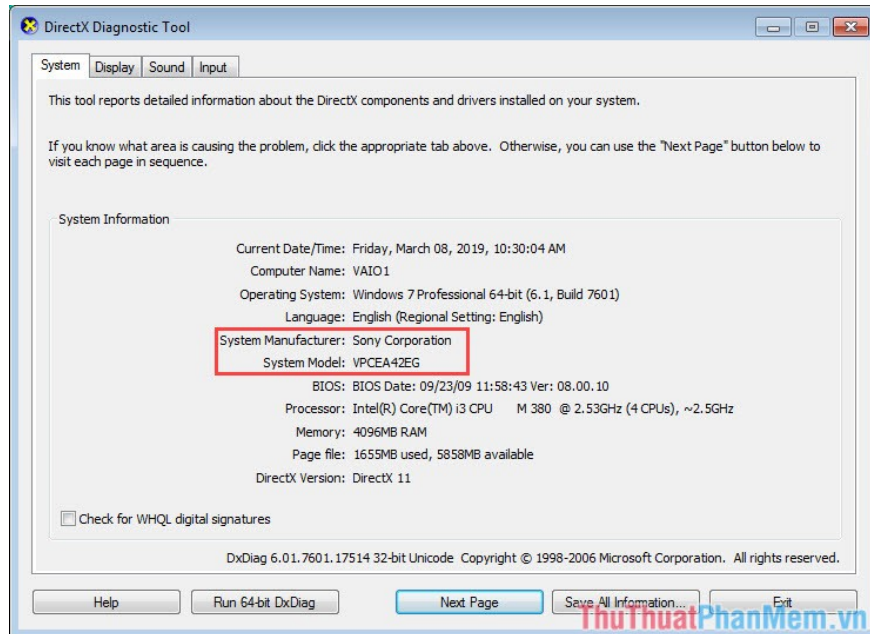 DirectX Diagnostic Tool
System Display Sound Input
This tool reports detailed information about the DirectX components and drivers installed on your system.
If you know what area is causing the problem, click the appropriate tab above. Otherwise, you can use the "Next Page" button below to
visit each page in sequence.
System Information
Current Date/Time: Friday, March 08, 2019, 10:30:04 AM
Computer Name: VAIO1
Operating System: Windows 7 Professional 64-bit (6.1, Build 7601)
Language: English (Regional Setting: English)
System Manufacturer: Sony Corporation
System Model: VPCEA42EG
BIOS: BIOS Date: 09/23/09 11:58:43 Ver: 08.00.10
Processor: Intel(R) Core(TM) i3 CPU M 380 @ 2.53GHz (4 CPUs), ~2.5GHz
Memory: 4096MB RAM
Page file: 1655MB used, 5858MB available
DirectX Version: DirectX 11
Check for WHQL digital signatures
DxDiag 6.01.7601.17514 32-bit Unicode Copyright © 1998-2006 Microsoft Corporation. All rights reserved.
Help Run 64-bit DxDiag Next Page Save All Information... Exit
ThuThuatPhanMem.vn